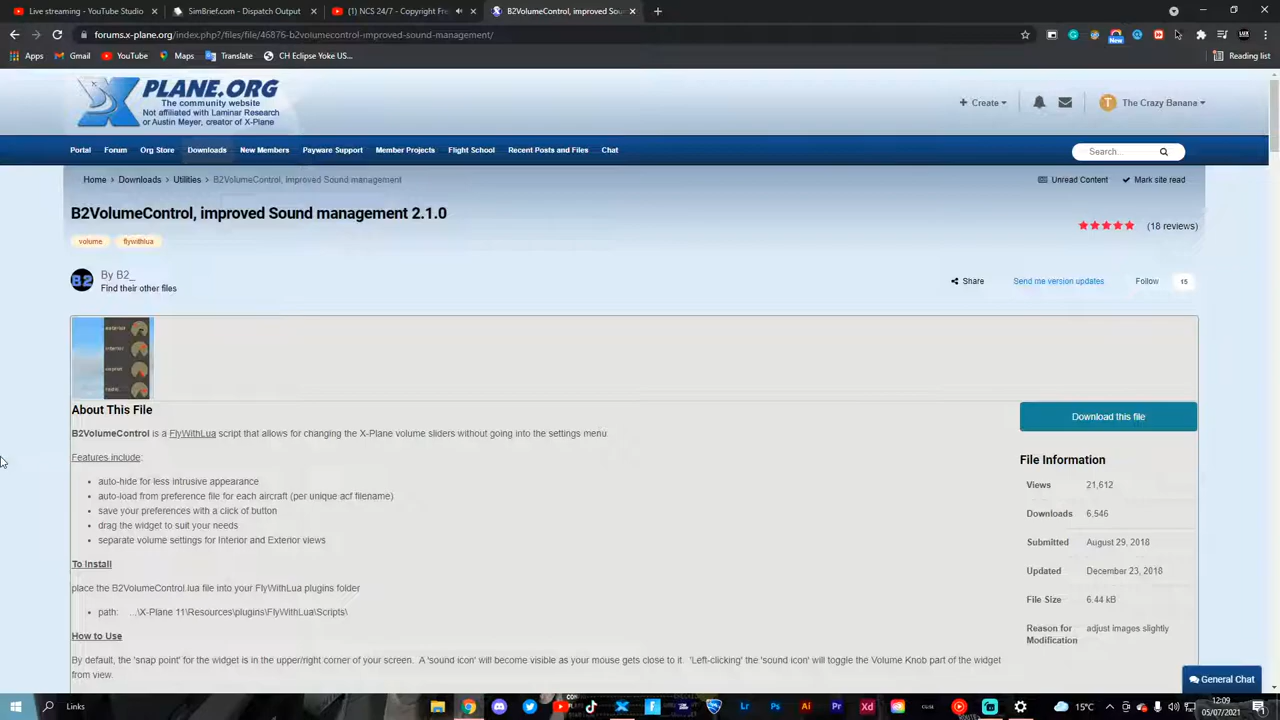 Live streaming - YouTube Studio
SimBrief.com - Dispatch Output
(1) NCS 24/7 - Copyright Fre
B2VolumeControl, improved Sou
forums.x-plane.org/index.php?/files/file/46876-b2volumecontrol-improved-sound-management/
New
Apps
Gmail
YouTube
Maps
Translate
CH Eclipse Yoke US...
Reading list
X
PLANE.ORG
The community website
Not affiliated with Laminar Research
or Austin Meyer, creator of X-Plane
+ Create
T
The Crazy Banana
Portal
Forum
Org Store
Downloads
New Members
Payware Support
Member Projects
Flight School
Recent Posts and Files
Chat
Search...
Home > Downloads > Utilities > B2VolumeControl, improved Sound management
Unread Content
Mark site read
B2VolumeControl, improved Sound management 2.1.0
(18 reviews)
volume
flywithlua
B2
By B2_
Find their other files
Share
Send me version updates
Follow
15
About This File
Download this file
B2VolumeControl is a FlyWithLua script that allows for changing the X-Plane volume sliders without going into the settings menu
File Information
Features include:
Views 21,612
auto-hide for less intrusive appearance
auto-load from preference file for each aircraft (per unique acf filename)
save your preferences with a click of button
Downloads 6,546
drag the widget to suit your needs
separate volume settings for Interior and Exterior views
Submitted August 29, 2018
To Install
Updated December 23, 2018
place the B2VolumeControl.lua file into your FlyWithLua plugins folder
File Size 6.44 kB
path: ...\X-Plane 11\Resources\plugins\FlyWithLua\Scripts\
Reason for Modification adjust images slightly
How to Use
By default, the 'snap point' for the widget is in the upper/right corner of your screen. A 'sound icon' will become visible as your mouse gets close to it. 'Left-clicking' the 'sound icon' will toggle the Volume Knob part of the widget
from view.
General Chat
Links
Lr
Ps
Ai
Pr
Xd
15°C
ENG
12:09
05/07/2021